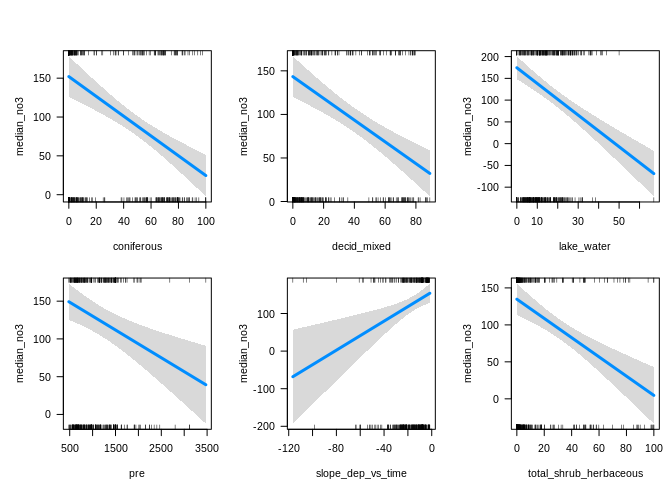 median_no3
150
100
50
0
0 20 40 60 80 100
coniferous
median_no3
150
100
50
0
0 20 40 60 80
decid_mixed
median_no3
200
150
100
50
0
-50
-100
0 10 30 50
lake_water
median_no3
150
100
50
0
500 1500 2500 3500
pre
median_no3
100
0
-100
-200
-120 -80 -40 0
slope_dep_vs_time
median_no3
150
100
50
0
0 20 40 60 80 100
total_shrub_herbaceous